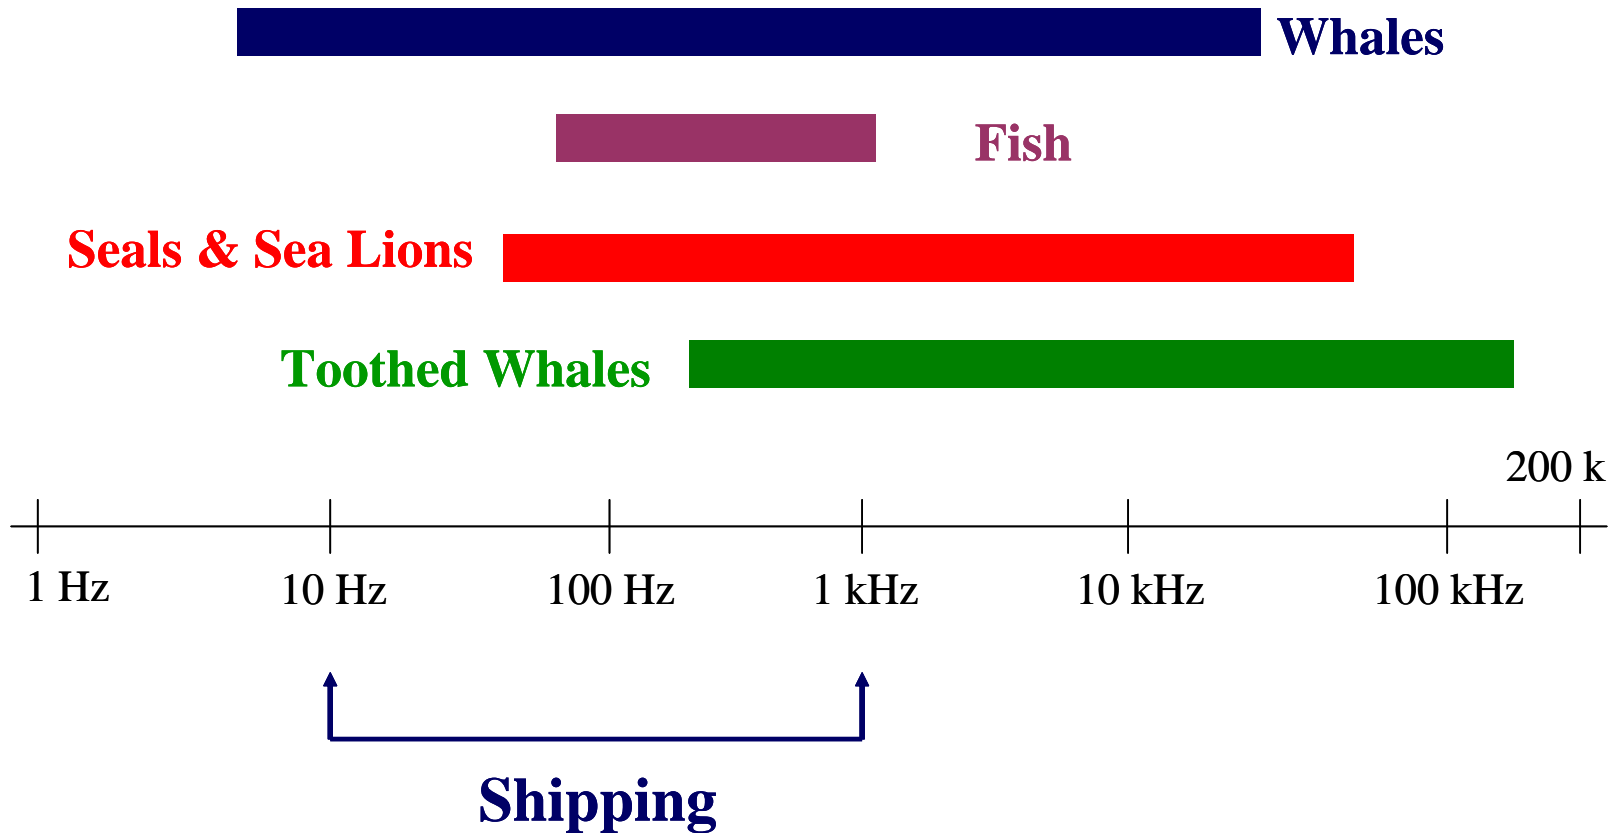 Whales
Fish
Seals & Sea Lions
Toothed Whales
200 k
1 Hz
10 Hz
100 Hz
1 kHz
10 kHz
100 kHz
Shipping